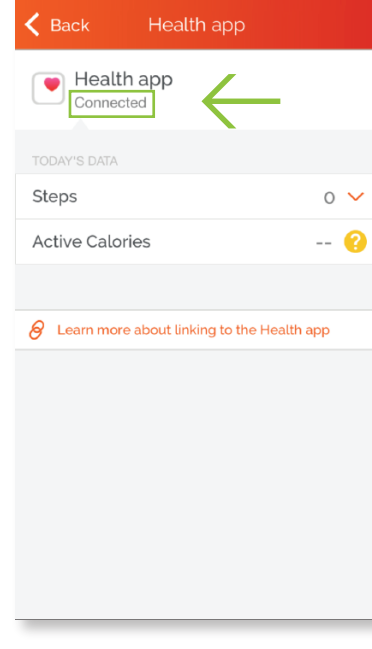 Back Health app
Health app
Connected
TODAY'S DATA
Steps 0
Active Calories -- ?
Learn more about linking to the Health app